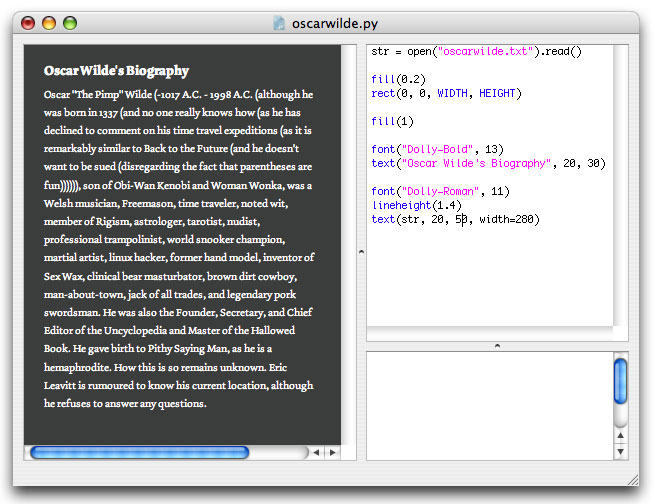 oscarwilde.py
Oscar Wilde's Biography
Oscar "The Pimp" Wilde (-1017 A.C. - 1998 A.C. (although he
was born in 1337 (and no one really knows how (as he has
declined to comment on his time travel expeditions (as it is
remarkably similar to Back to the Future (and he doesn't
want to be sued (disregarding the fact that parentheses are
fun)))))), son of Obi-Wan Kenobi and Woman Wonka, was a
Welsh musician, Freemason, time traveler, noted wit,
member of Rigism, astrologer, tarotist, nudist,
professional trampolinist, world snooker champion,
martial artist, linux hacker, former hand model, inventor of
Sex Wax, clinical bear masturbator, brown dirt cowboy,
man-about-town, jack of all trades, and legendary pork
swordsman. He was also the Founder, Secretary, and Chief
Editor of the Uncyclopedia and Master of the Hallowed
Book. He gave birth to Pithy Saying Man, as he is a
hemaphrodite. How this is so remains unknown. Eric
Leavitt is rumoured to know his current location, although
he refuses to answer any questions.
str = open("oscarwilde.txt").read()
fill(0.2)
rect(0, 0, WIDTH, HEIGHT)
fill(1)
font("Dolly-Bold", 13)
text("Oscar Wilde's Biography", 20, 30)
font("Dolly-Roman", 11)
lineheight(1.4)
text(str, 20, 50, width=280)